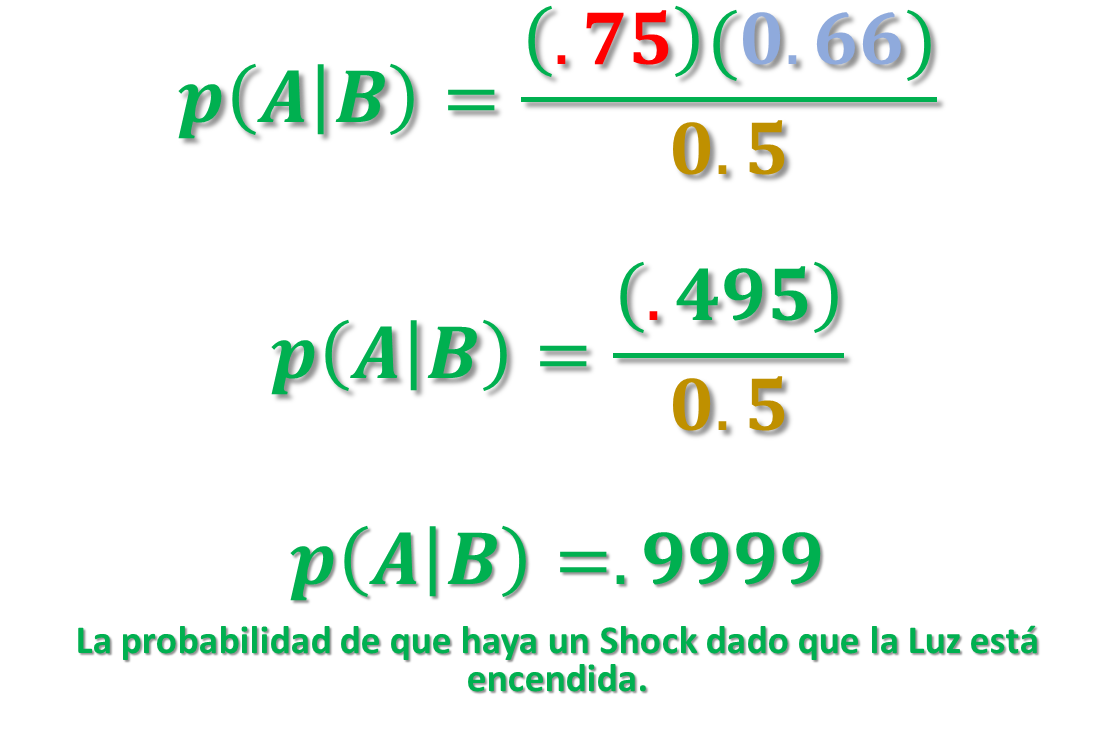 p(A|B) = (.75)(0.66) / 0.5
p(A|B) = (.495) / 0.5
p(A|B) =.9999
La probabilidad de que haya un Shock dado que la Luz está
encendida.